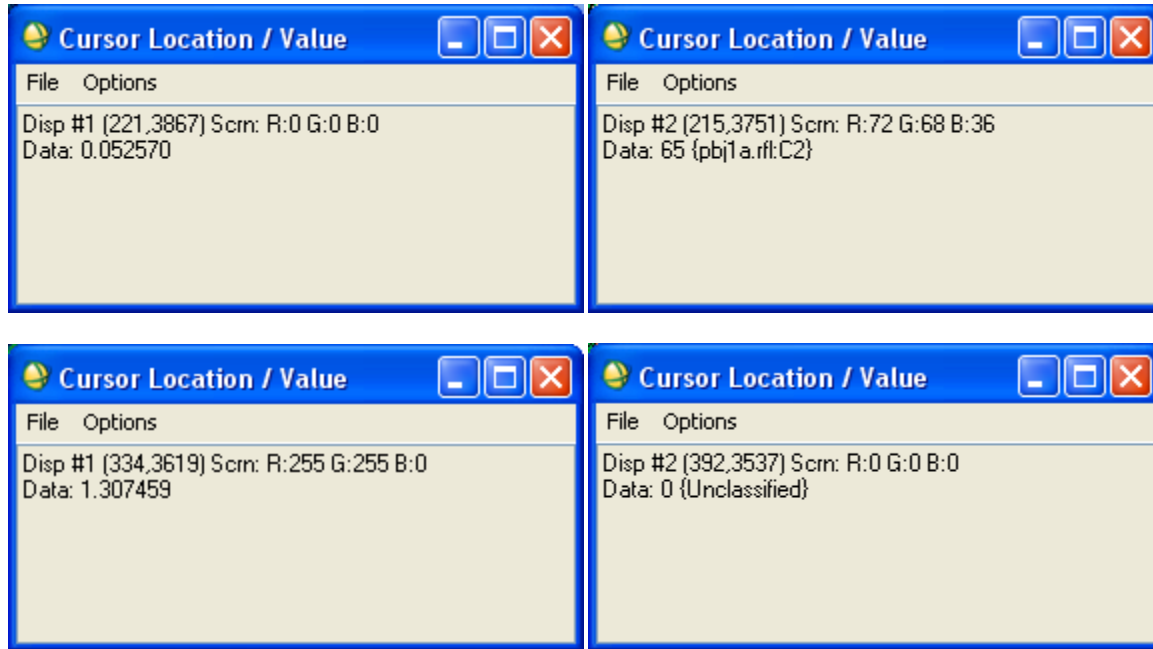 Cursor Location / Value
File Options
Disp #1 (221,3867) Scrn: R:0 G:0 B:0
Data: 0.052570
Cursor Location / Value
File Options
Disp #2 (215,3751) Scrn: R:72 G:68 B:36
Data: 65 {pbj1a.rfl:C2}
Cursor Location / Value
File Options
Disp #1 (334,3619) Scrn: R:255 G:255 B:0
Data: 1.307459
Cursor Location / Value
File Options
Disp #2 (392,3537) Scrn: R:0 G:0 B:0
Data: 0 {Unclassified}